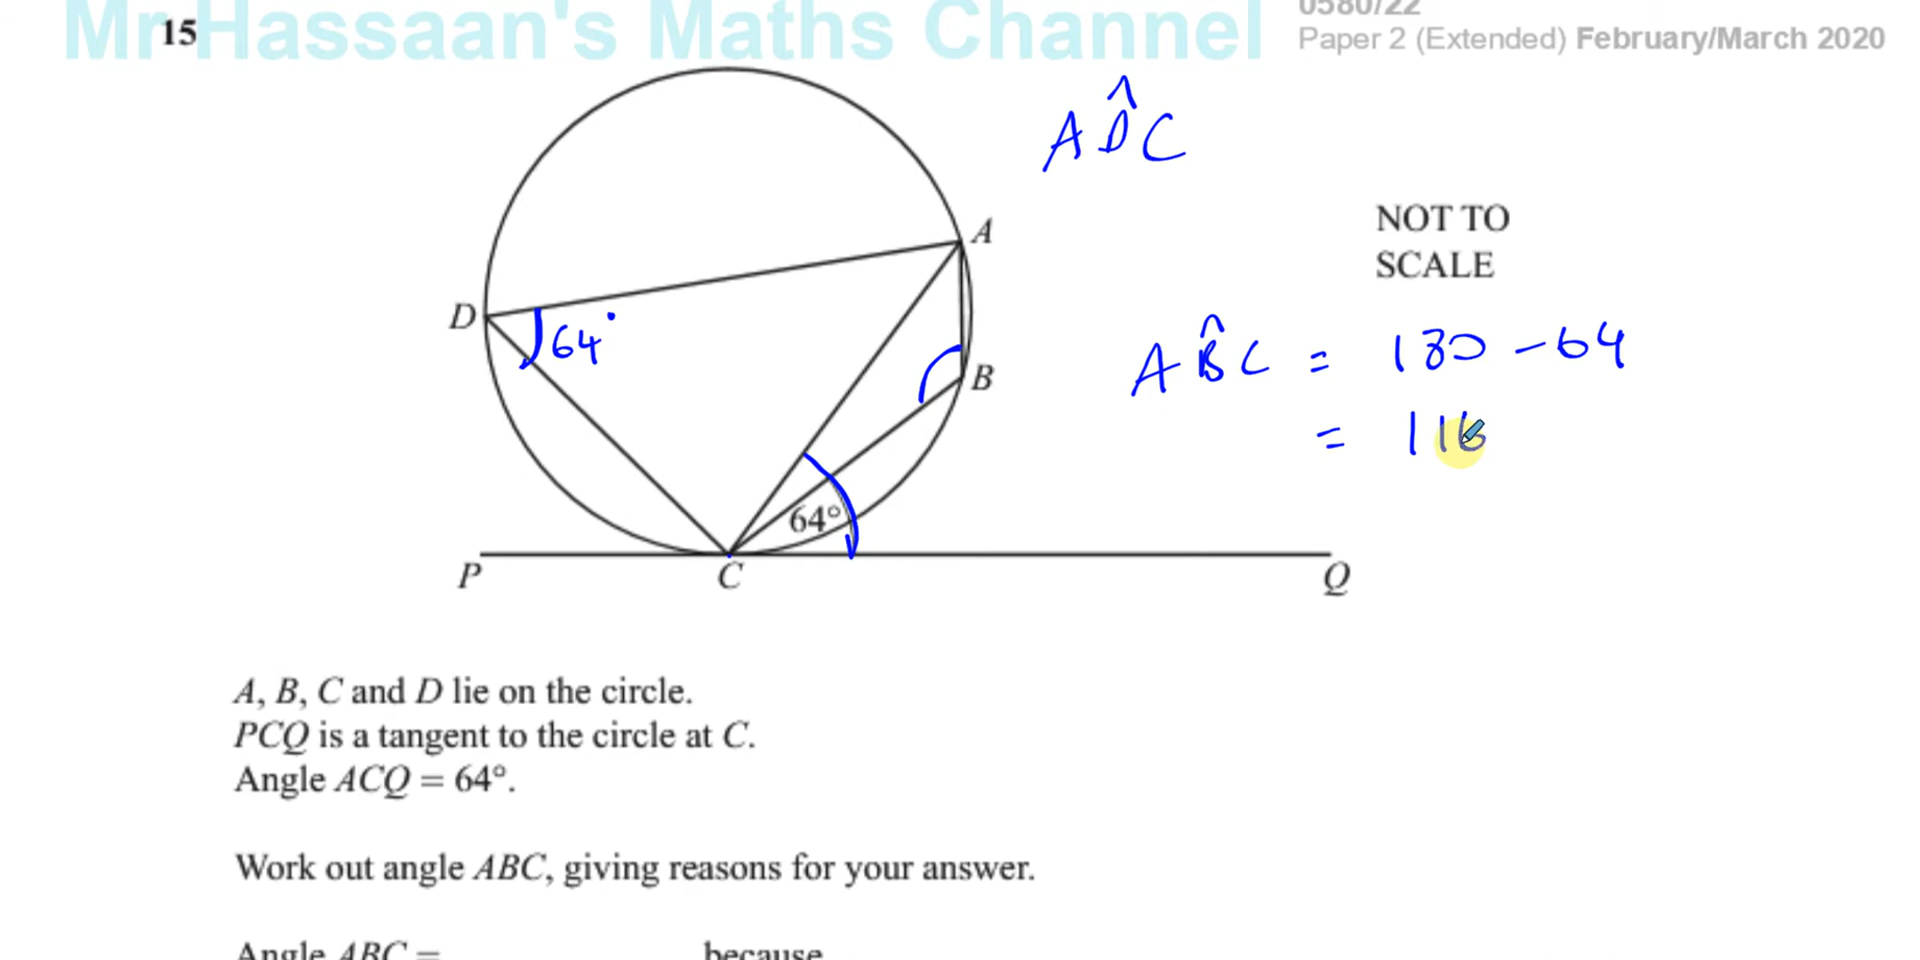 Mr Hassaan's Maths Channel
15
0580/22
Paper 2 (Extended) February/March 2020
AD̂C
A
NOT TO
SCALE
D
64°
AB̂C = 180 - 64
B
= 116
64°
P
C
Q
A, B, C and D lie on the circle.
PCQ is a tangent to the circle at C.
Angle ACQ = 64°.
Work out angle ABC, giving reasons for your answer.
Angle ABC = because